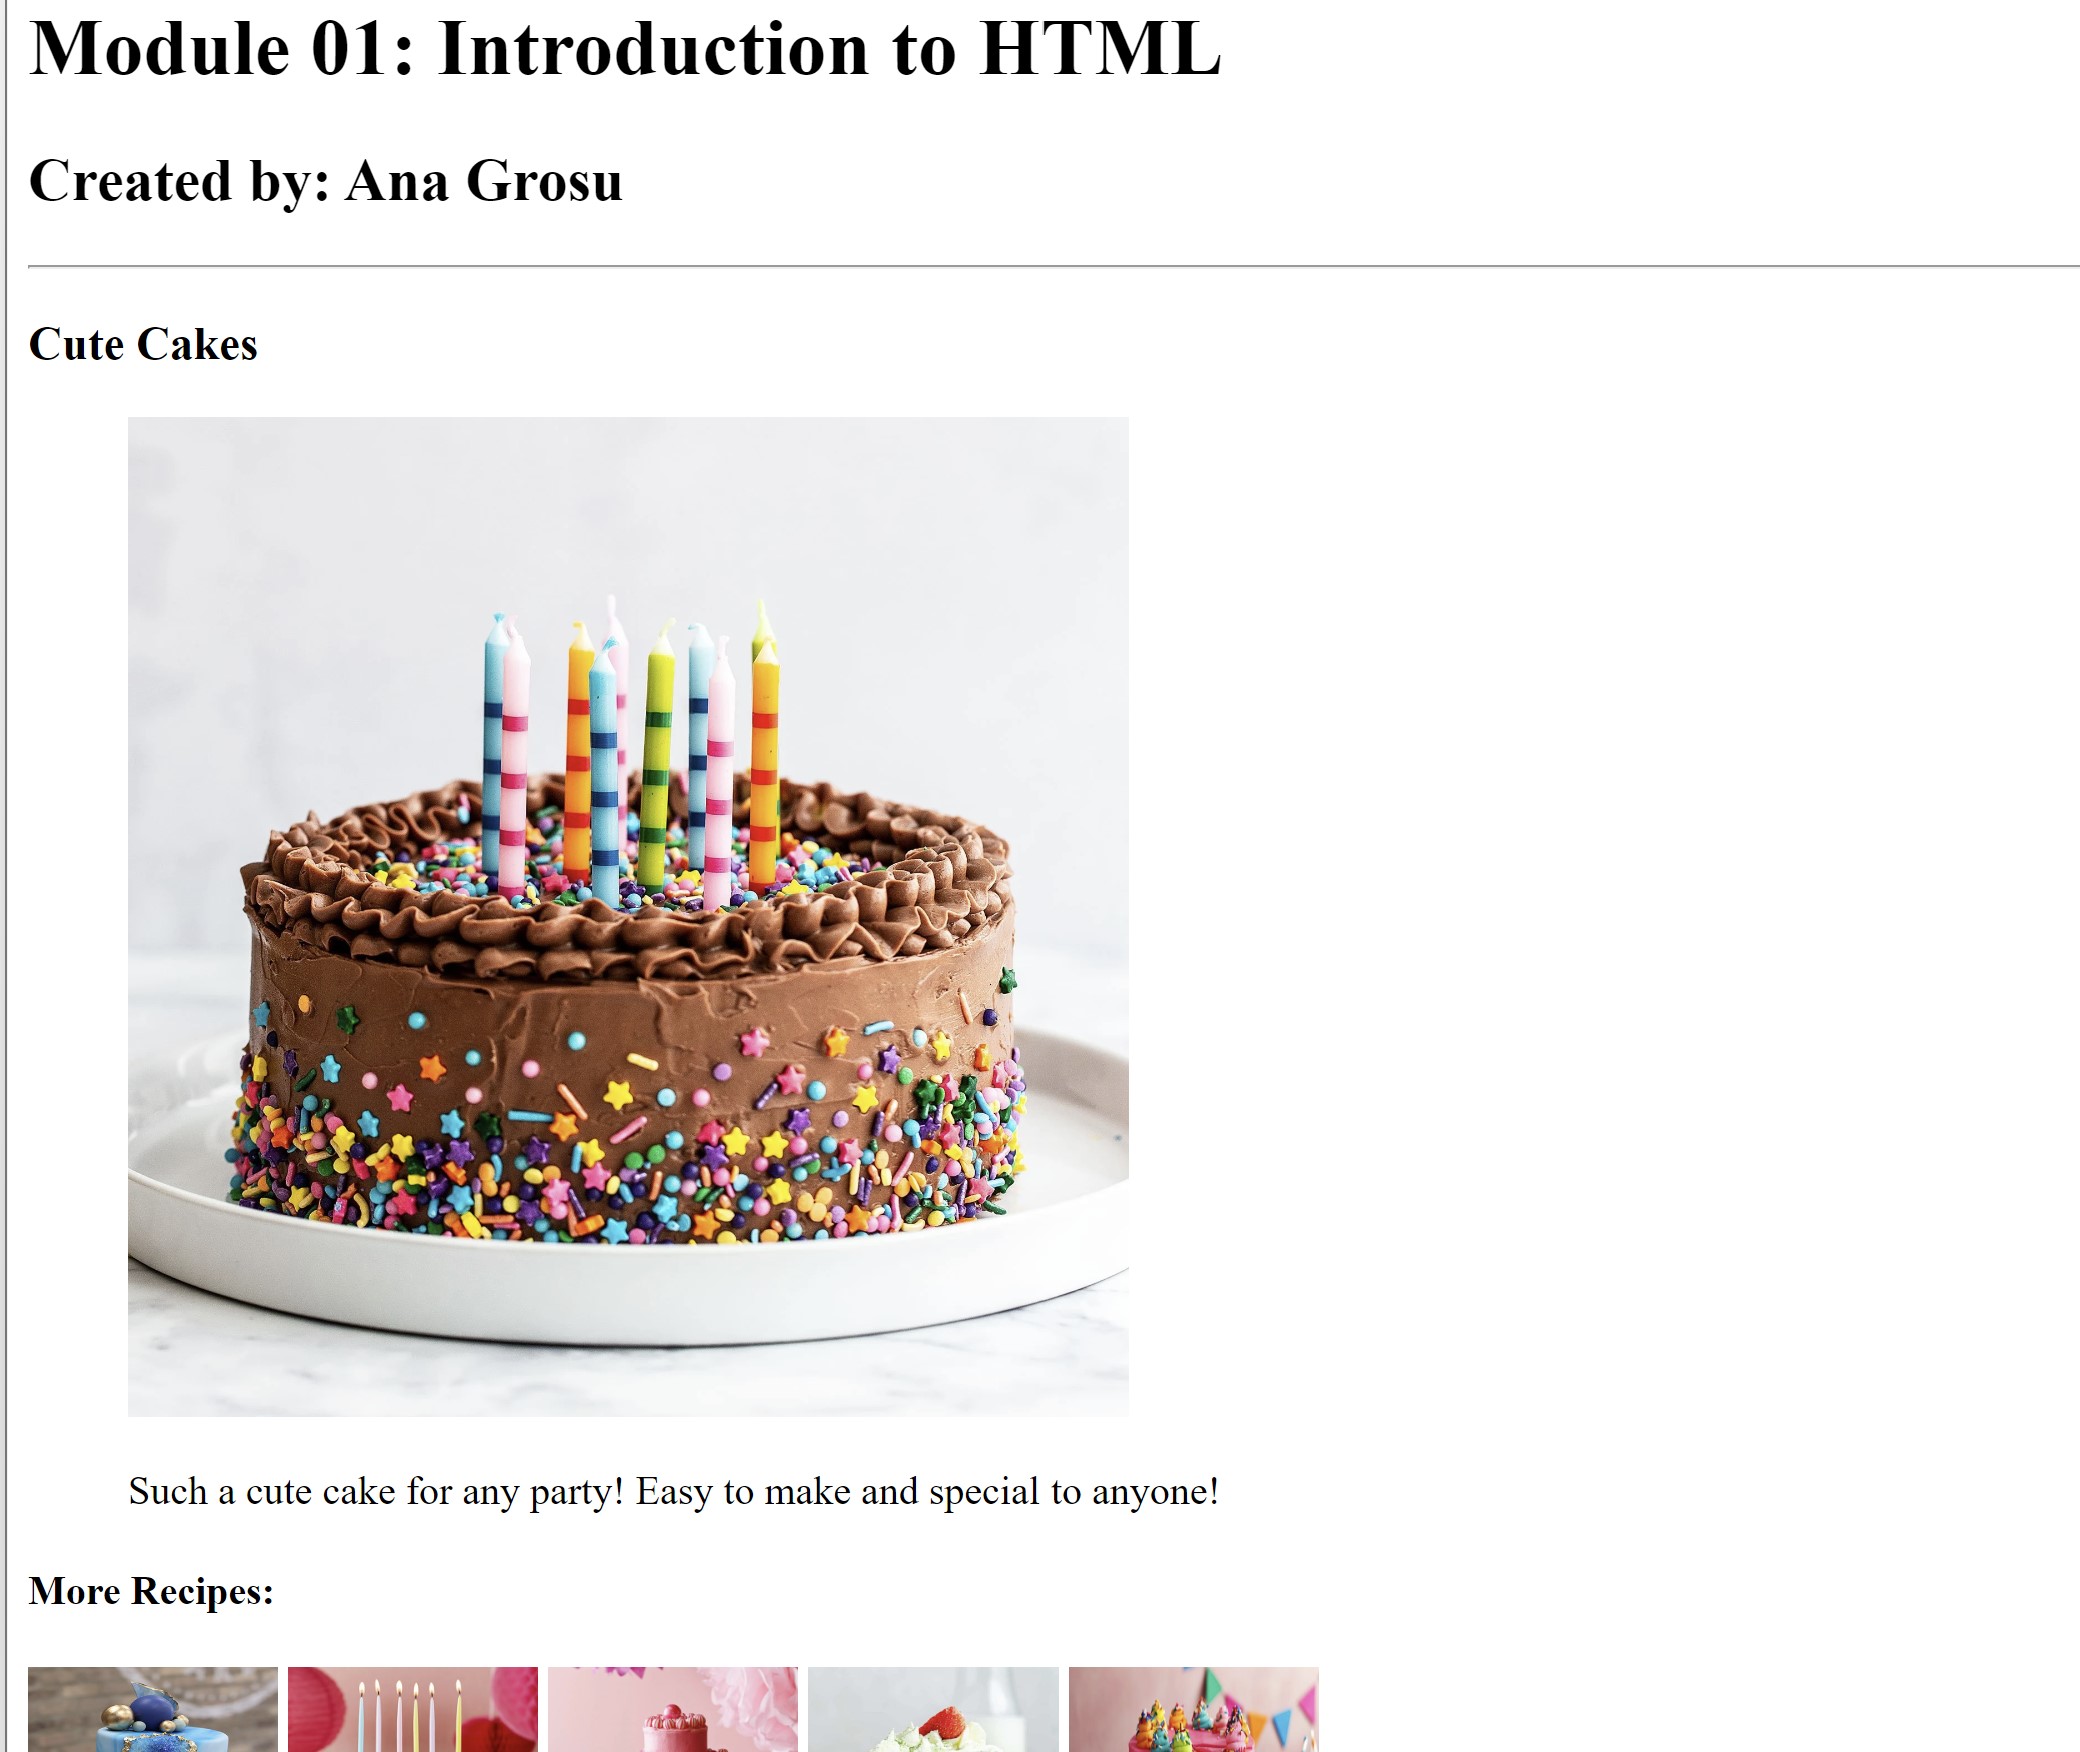 Module 01: Introduction to HTML
Created by: Ana Grosu
Cute Cakes
Such a cute cake for any party! Easy to make and special to anyone!
More Recipes: